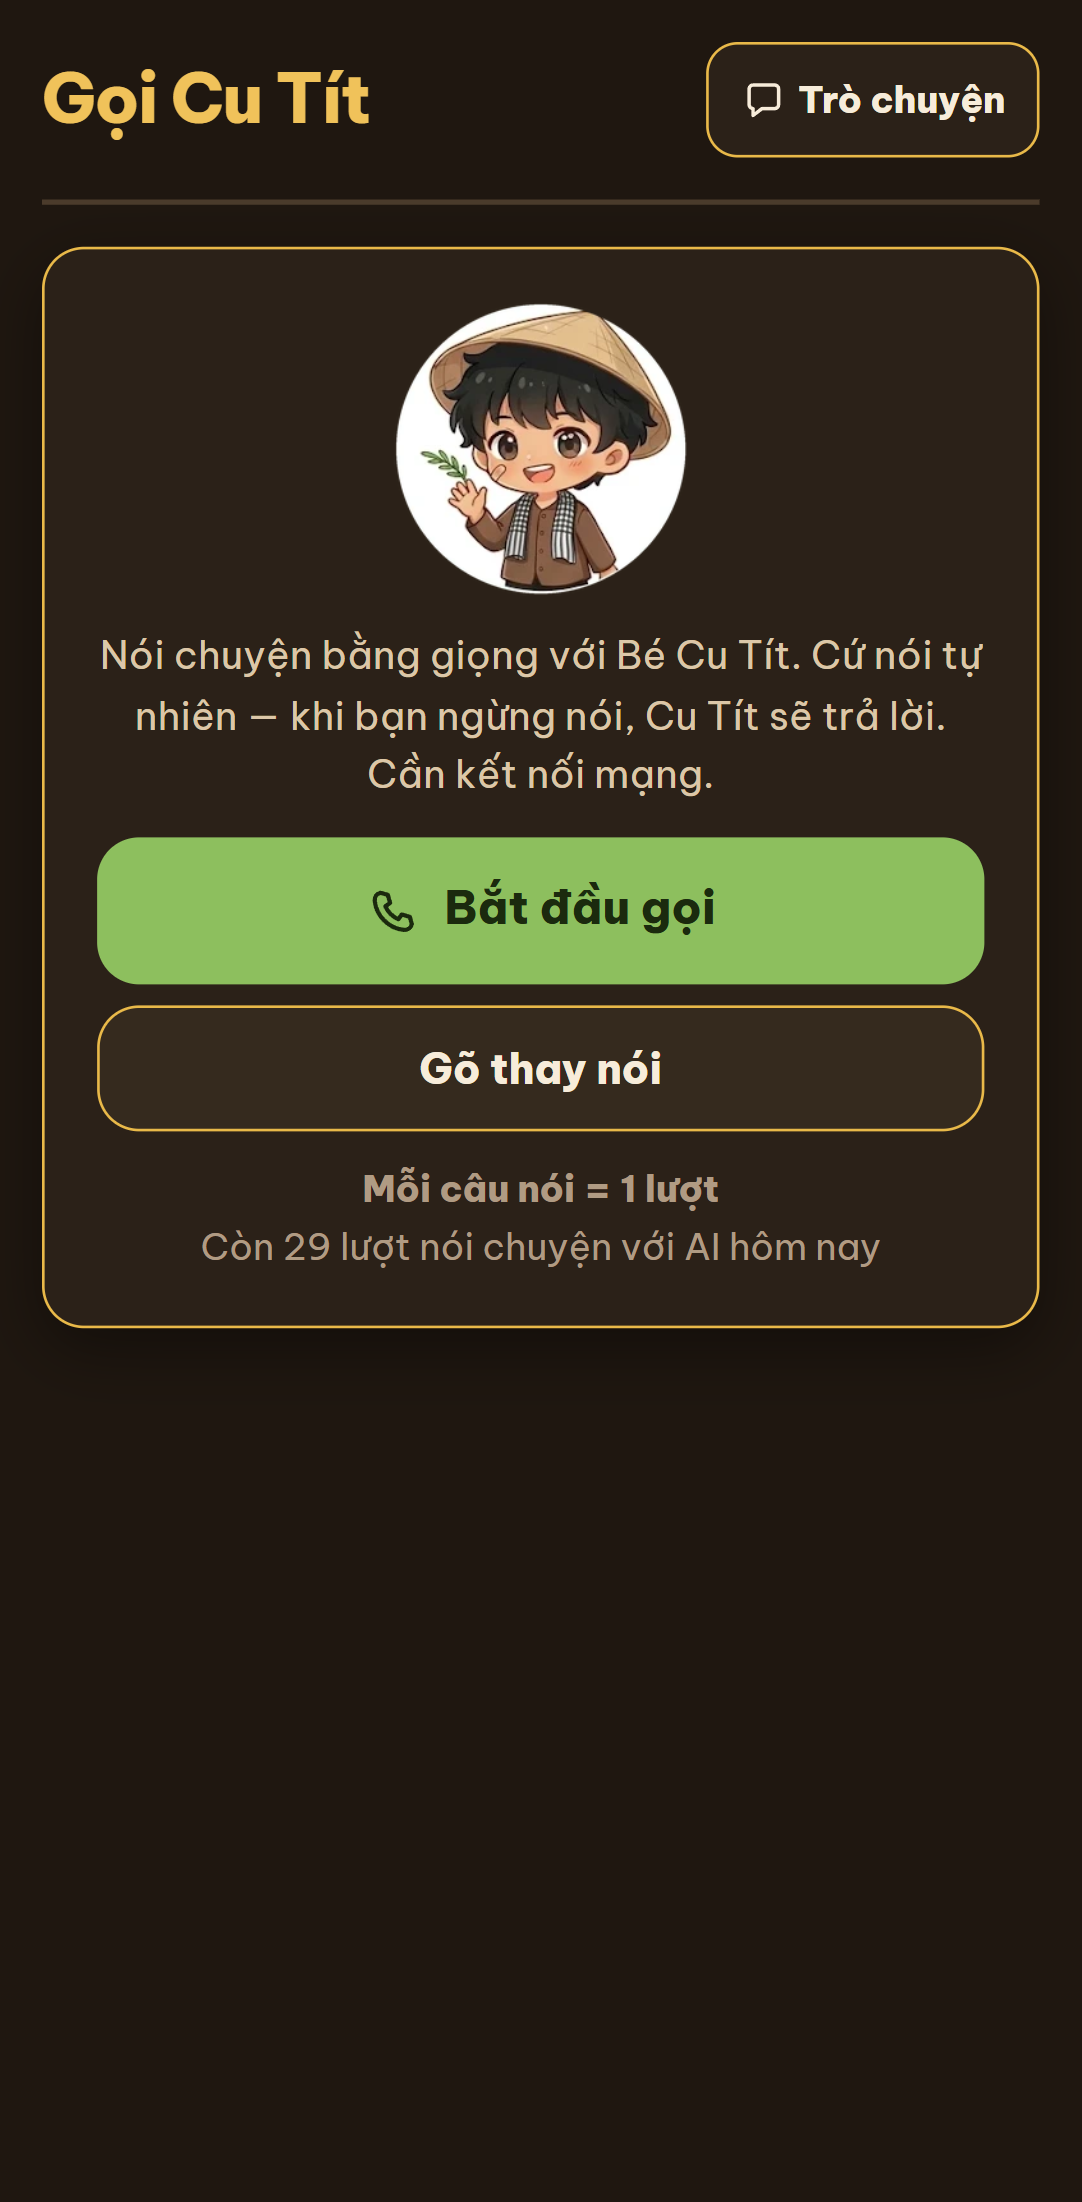 Gọi Cu Tít
Trò chuyện
Nói chuyện bằng giọng với Bé Cu Tít. Cứ nói tự
nhiên — khi bạn ngừng nói, Cu Tít sẽ trả lời.
Cần kết nối mạng.
Bắt đầu gọi
Gõ thay nói
Mỗi câu nói = 1 lượt
Còn 29 lượt nói chuyện với AI hôm nay